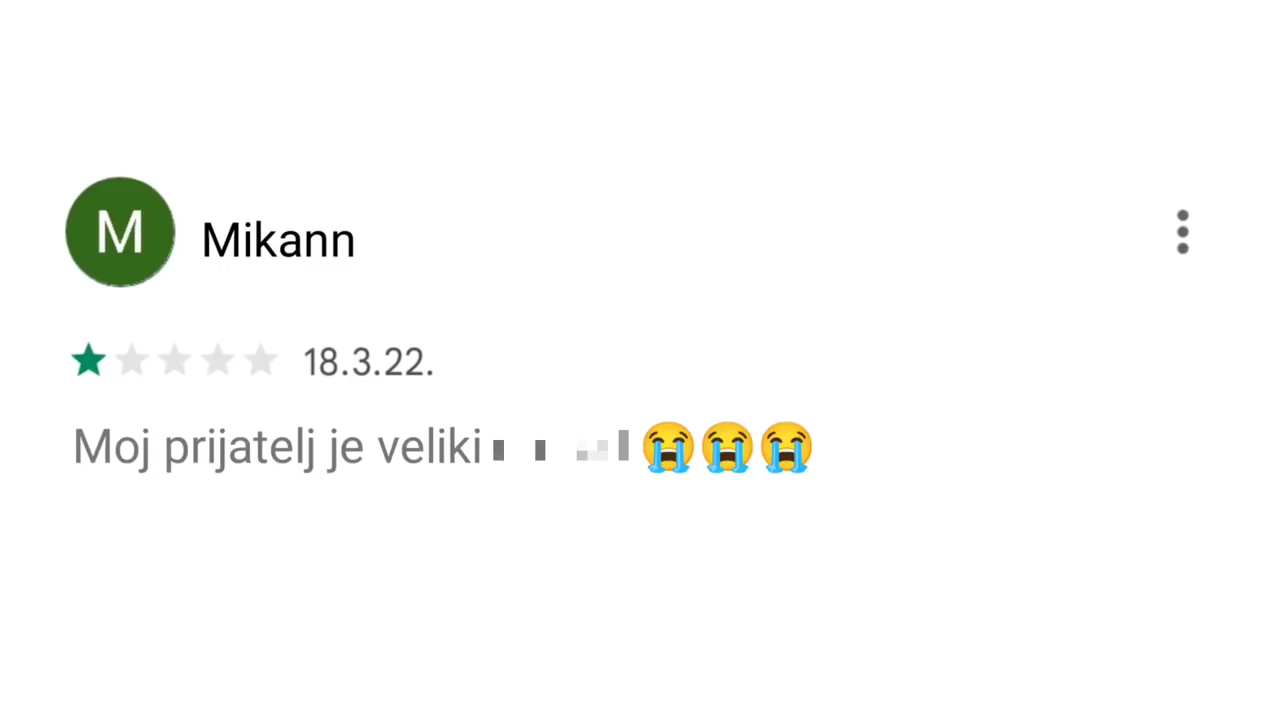 M
Mikann
18.3.22.
Moj prijatelj je veliki 😭😭😭